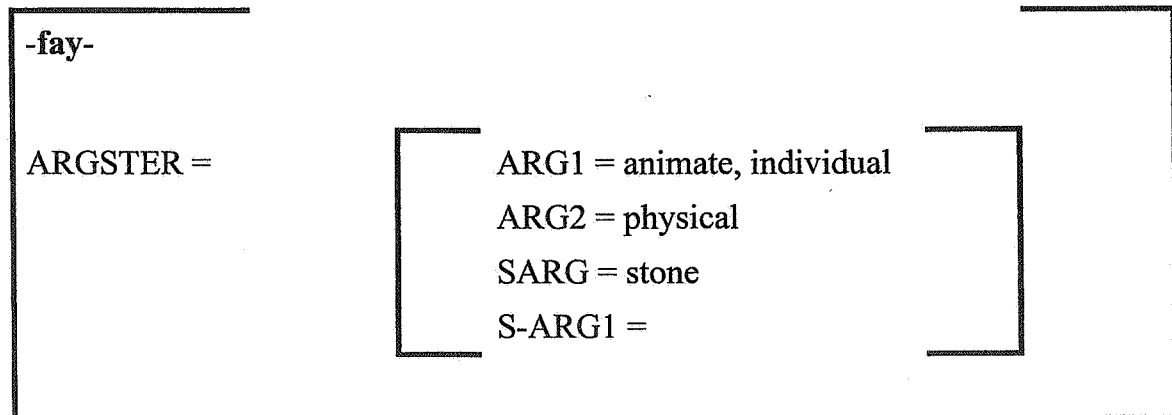 -fay-
ARGSTER = ARG1 = animate, individual
ARG2 = physical
SARG = stone
S-ARG1 =